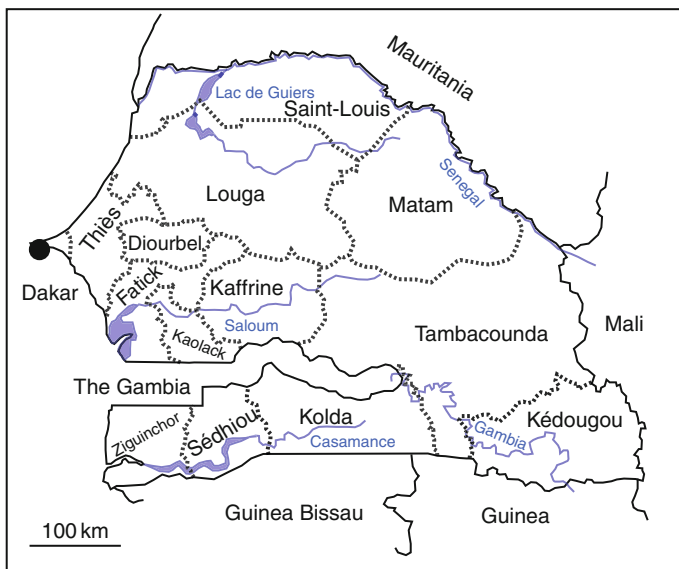 Mauritania
Lac de Guiers
Saint-Louis
Senegal
Louga
Matam
Thiès
Diourbel
Dakar
Fatick
Kaffrine
Saloum
Kaolack
Tambacounda
Mali
The Gambia
Ziguinchor
Sédhiou
Kolda
Casamance
Kédougou
Gambia
Guinea Bissau
Guinea
100 km